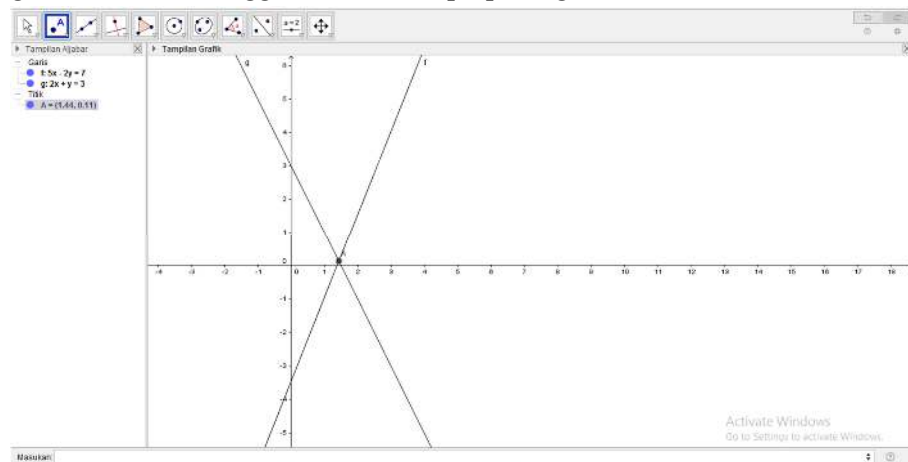 a=2
Tampilan Aljabar
Tampilan Grafik
Garis
f: 5x - 2y = 7
g: 2x + y = 3
Titik
A = (1.44, 0.11)
g
f
A
6
5
4
3
2
1
0
-1
-2
-3
-4
-5
-4 -3 -2 -1 0 1 2 3 4 5 6 7 8 9 10 11 12 13 14 15 16 17 18
Activate Windows
Go to Settings to activate Windows.
Masukan: